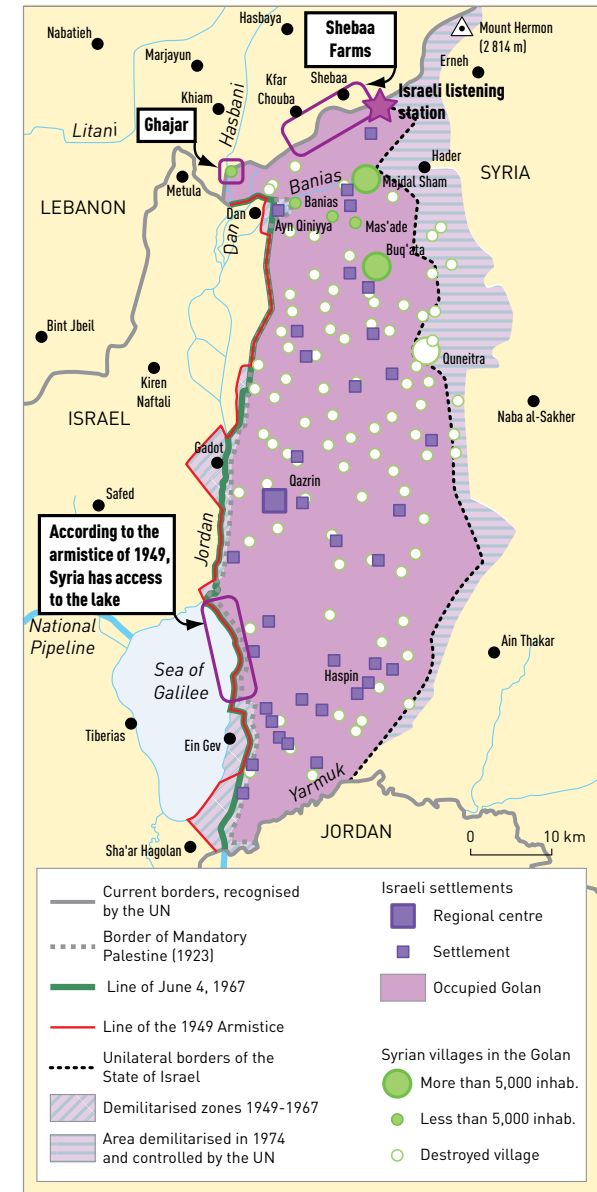 Hasbaya
Nabatieh
Marjayun
Shebaa
Farms
Mount Hermon
(2 814 m)
Erneh
Khiam
Hasbani
Kfar
Chouba
Shebaa
Israeli listening
station
Litani
Ghajar
Hader
SYRIA
Metula
Banias
Majdal Sham
LEBANON
Dan
Banias
Ayn Qiniyya
Mas'ade
Dan
Buq'ata
Bint Jbeil
Quneitra
Kiren
Naftali
ISRAEL
Naba al-Sakher
Gadot
Qazrin
Safed
According to the
armistice of 1949,
Syria has access
to the lake
Jordan
National
Pipeline
Ain Thakar
Sea of
Galilee
Haspin
Tiberias
Ein Gev
Yarmuk
JORDAN
0 10 km
Sha'ar Hagolan
Current borders, recognised
by the UN
Border of Mandatory
Palestine (1923)
Line of June 4, 1967
Line of the 1949 Armistice
Unilateral borders of the
State of Israel
Demilitarised zones 1949-1967
Area demilitarised in 1974
and controlled by the UN
Israeli settlements
Regional centre
Settlement
Occupied Golan
Syrian villages in the Golan
More than 5,000 inhab.
Less than 5,000 inhab.
Destroyed village